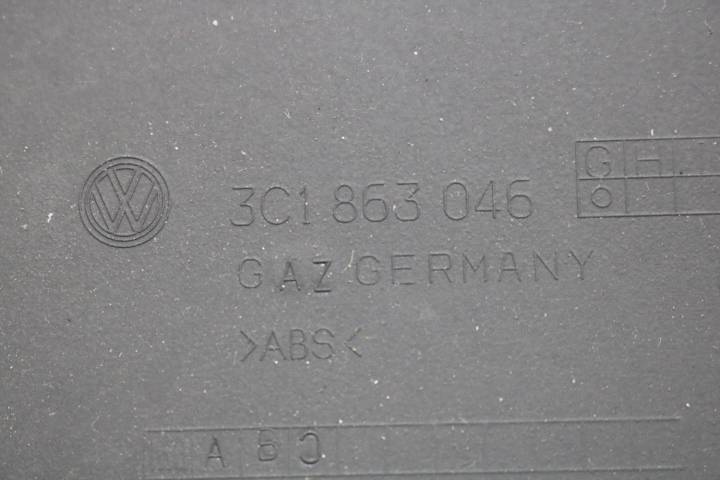 G H
3C1 863 046
GAZ GERMANY
>ABS<
A B C